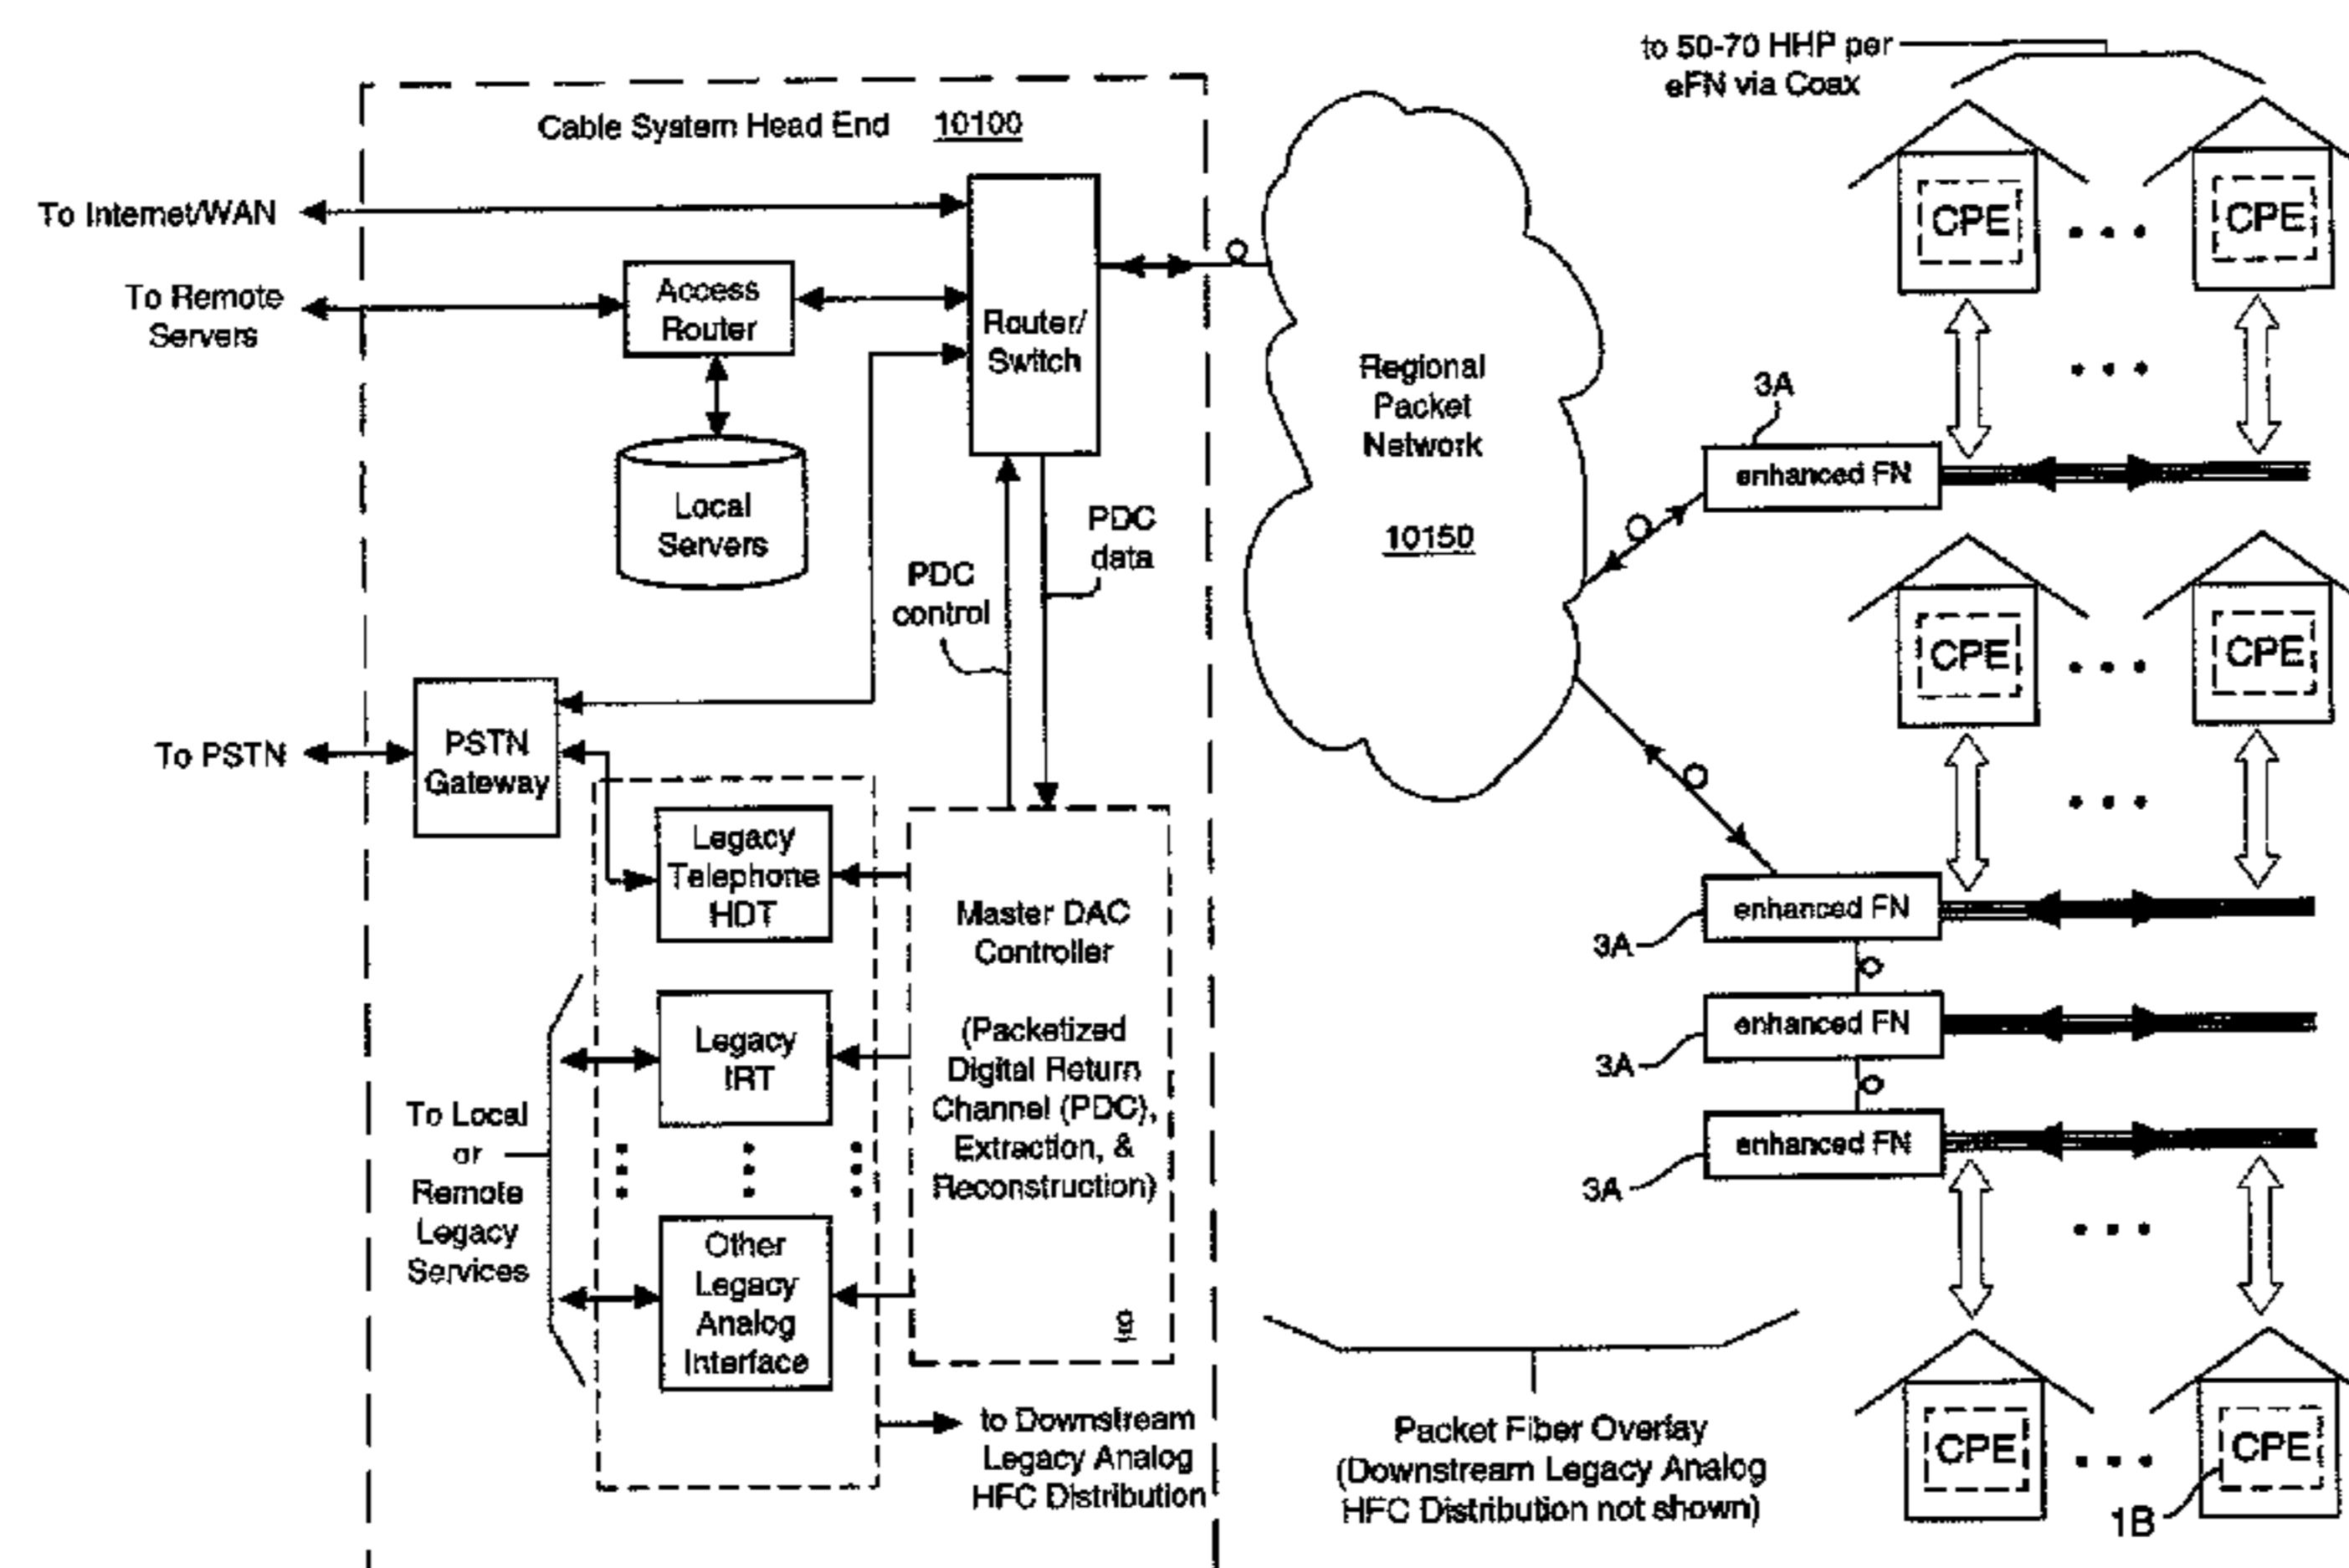 to 50-70 HHP per
eFN via Coax
Cable System Head End 10100
To Internet/WAN
To Remote
Servers
Access
Router
Router/
Switch
Local
Servers
PDC
control
PDC
data
Regional
Packet
Network
10150
CPE
CPE
3A
enhanced FN
CPE
CPE
To PSTN
PSTN
Gateway
Legacy
Telephone
HDT
Master DAC
Controller
(Packetized
Digital Return
Channel (PDC),
Extraction, &
Reconstruction)
Legacy
IRT
To Local
or
Remote
Legacy
Services
Other
Legacy
Analog
Interface
to Downstream
Legacy Analog
HFC Distribution
enhanced FN
3A
enhanced FN
3A
enhanced FN
3A
Packet Fiber Overlay
(Downstream Legacy Analog
HFC Distribution not shown)
CPE
CPE
1B